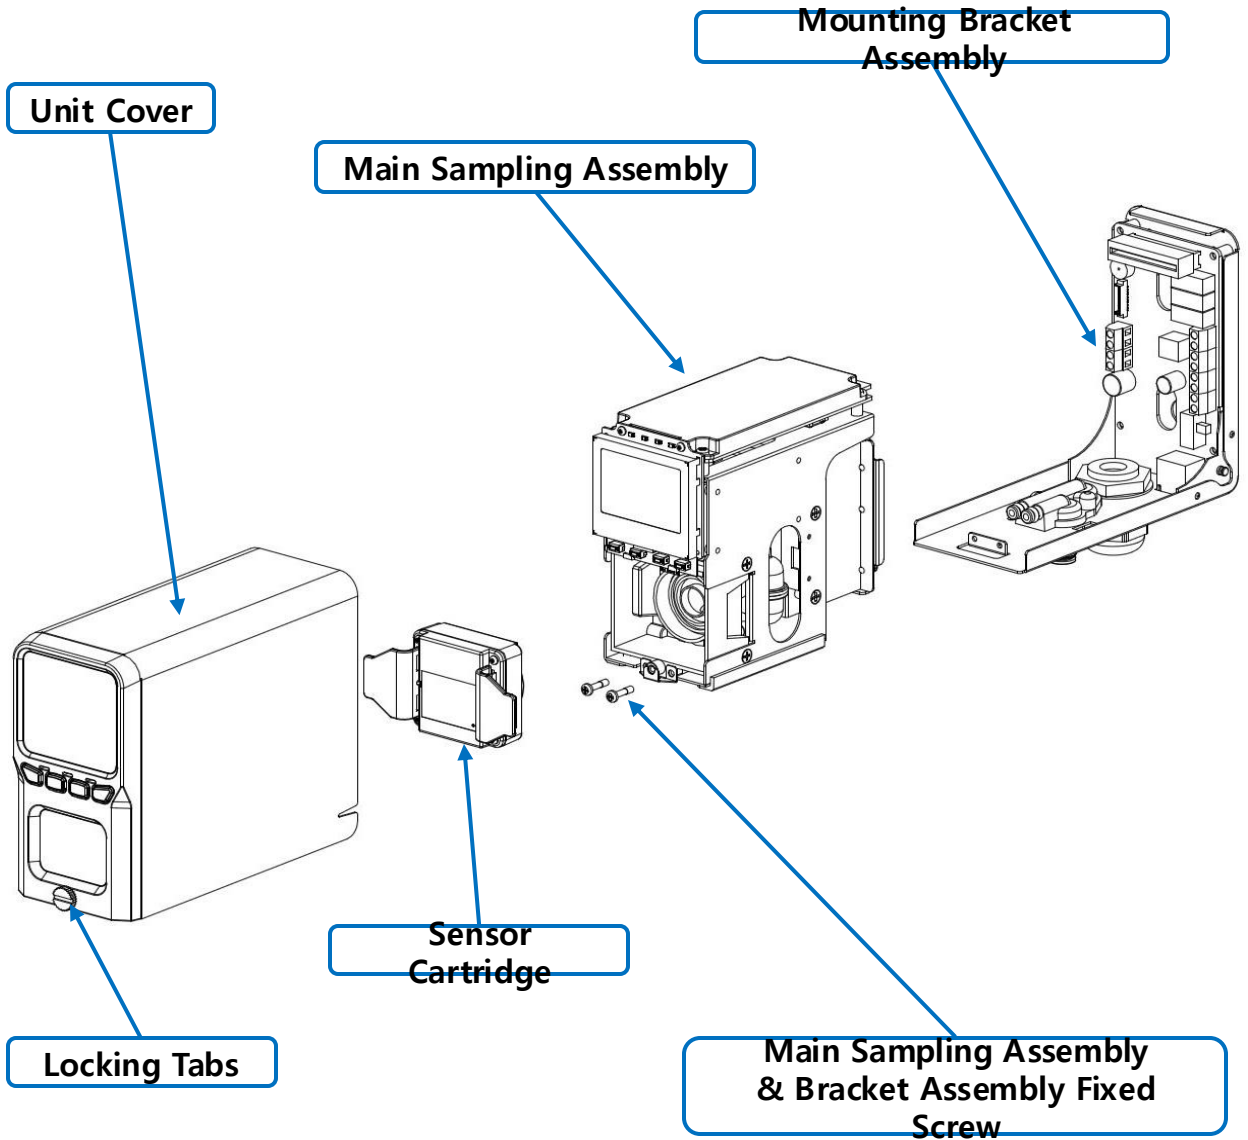 Mounting Bracket
Assembly
Unit Cover
Main Sampling Assembly
Sensor
Cartridge
Locking Tabs
Main Sampling Assembly
& Bracket Assembly Fixed
Screw